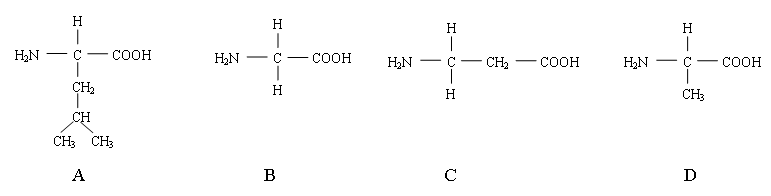 H H H H
H₂N C COOH H₂N C COOH H₂N C CH₂ COOH H₂N C COOH
CH₂ H H CH₃
CH
CH₃ CH₃
A B C D